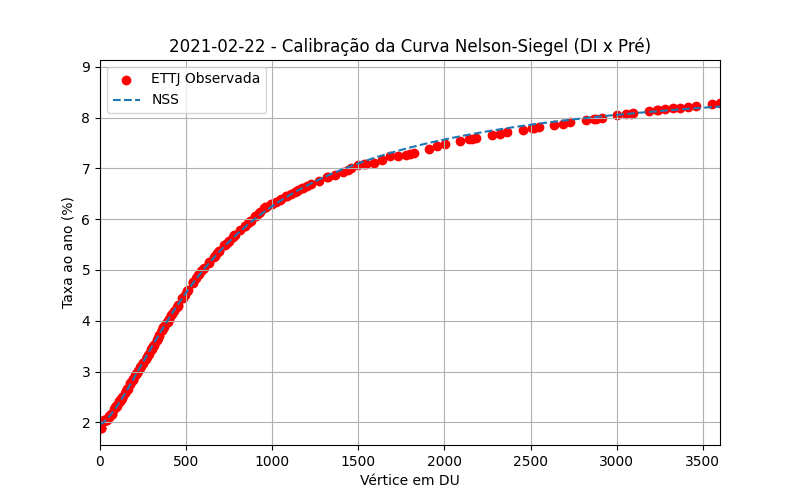 2021-02-22 - Calibração da Curva Nelson-Siegel (DI x Pré)
ETTJ Observada
NSS
Taxa ao ano (%)
9
8
7
6
5
4
3
2
0 500 1000 1500 2000 2500 3000 3500
Vértice em DU